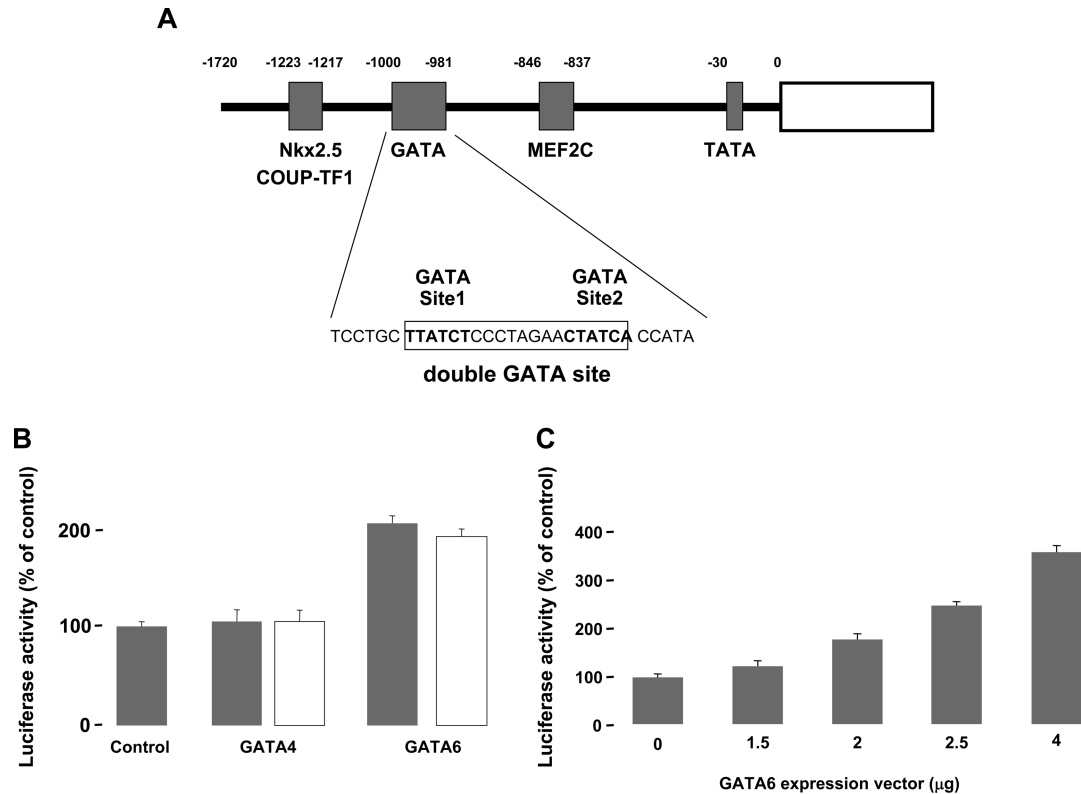 A
-1720 -1223 -1217 -1000 -981 -846 -837 -30 0
Nkx2.5 GATA MEF2C TATA
COUP-TF1
GATA GATA
Site1 Site2
TCCTGC TTATCTCCCTAGAACTATCA CCATA
double GATA site
B
Luciferase activity (% of control)
200
100
0
Control GATA4 GATA6
C
Luciferase activity (% of control)
400
300
200
100
0
0 1.5 2 2.5 4
GATA6 expression vector (μg)